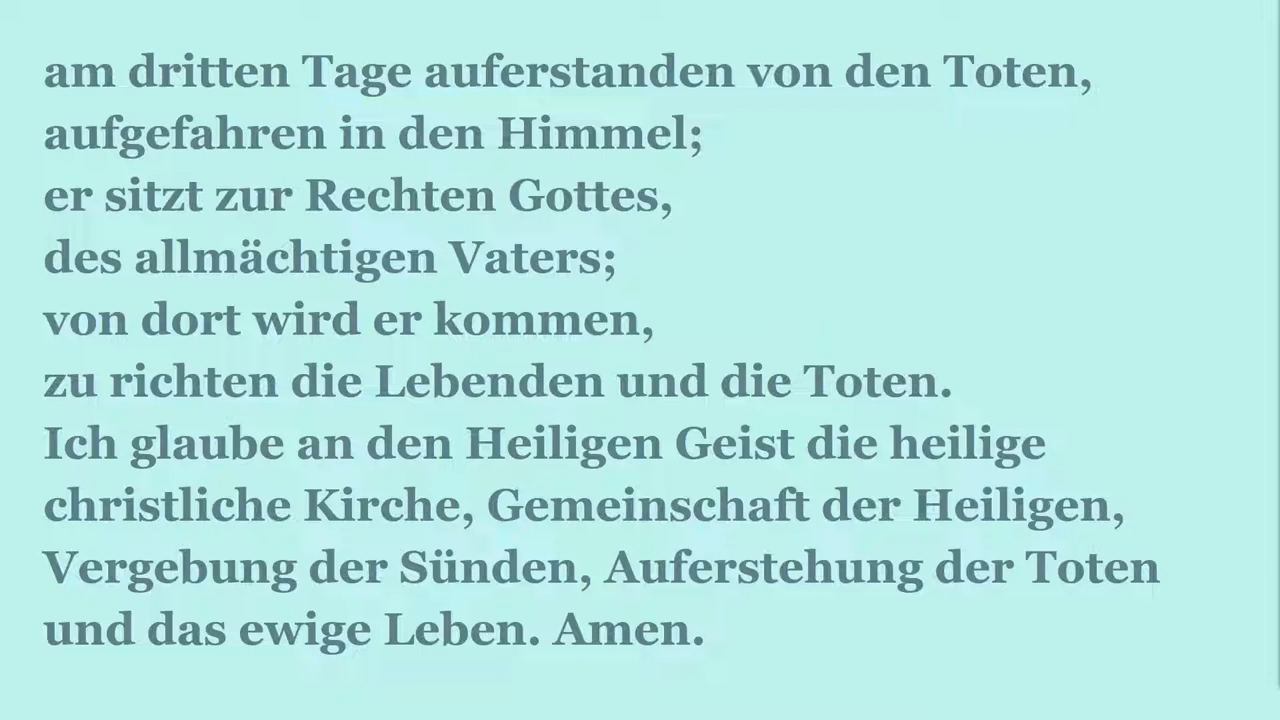 am dritten Tage auferstanden von den Toten,
aufgefahren in den Himmel;
er sitzt zur Rechten Gottes,
des allmächtigen Vaters;
von dort wird er kommen,
zu richten die Lebenden und die Toten.
Ich glaube an den Heiligen Geist die heilige
christliche Kirche, Gemeinschaft der Heiligen,
Vergebung der Sünden, Auferstehung der Toten
und das ewige Leben. Amen.